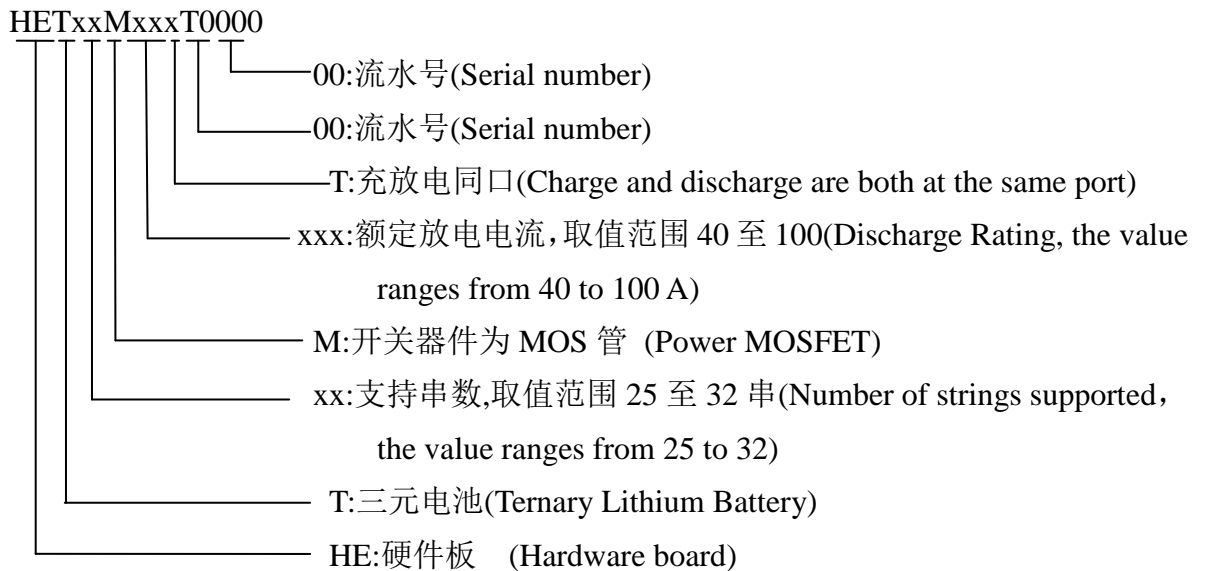 HETxxMxxxT0000
00:流水号(Serial number)
00:流水号(Serial number)
T:充放电同口(Charge and discharge are both at the same port)
xxx:额定放电电流,取值范围 40 至 100(Discharge Rating, the value
ranges from 40 to 100 A)
M:开关器件为 MOS 管 (Power MOSFET)
xx:支持串数,取值范围 25 至 32 串(Number of strings supported,
the value ranges from 25 to 32)
T:三元电池(Ternary Lithium Battery)
HE:硬件板 (Hardware board)